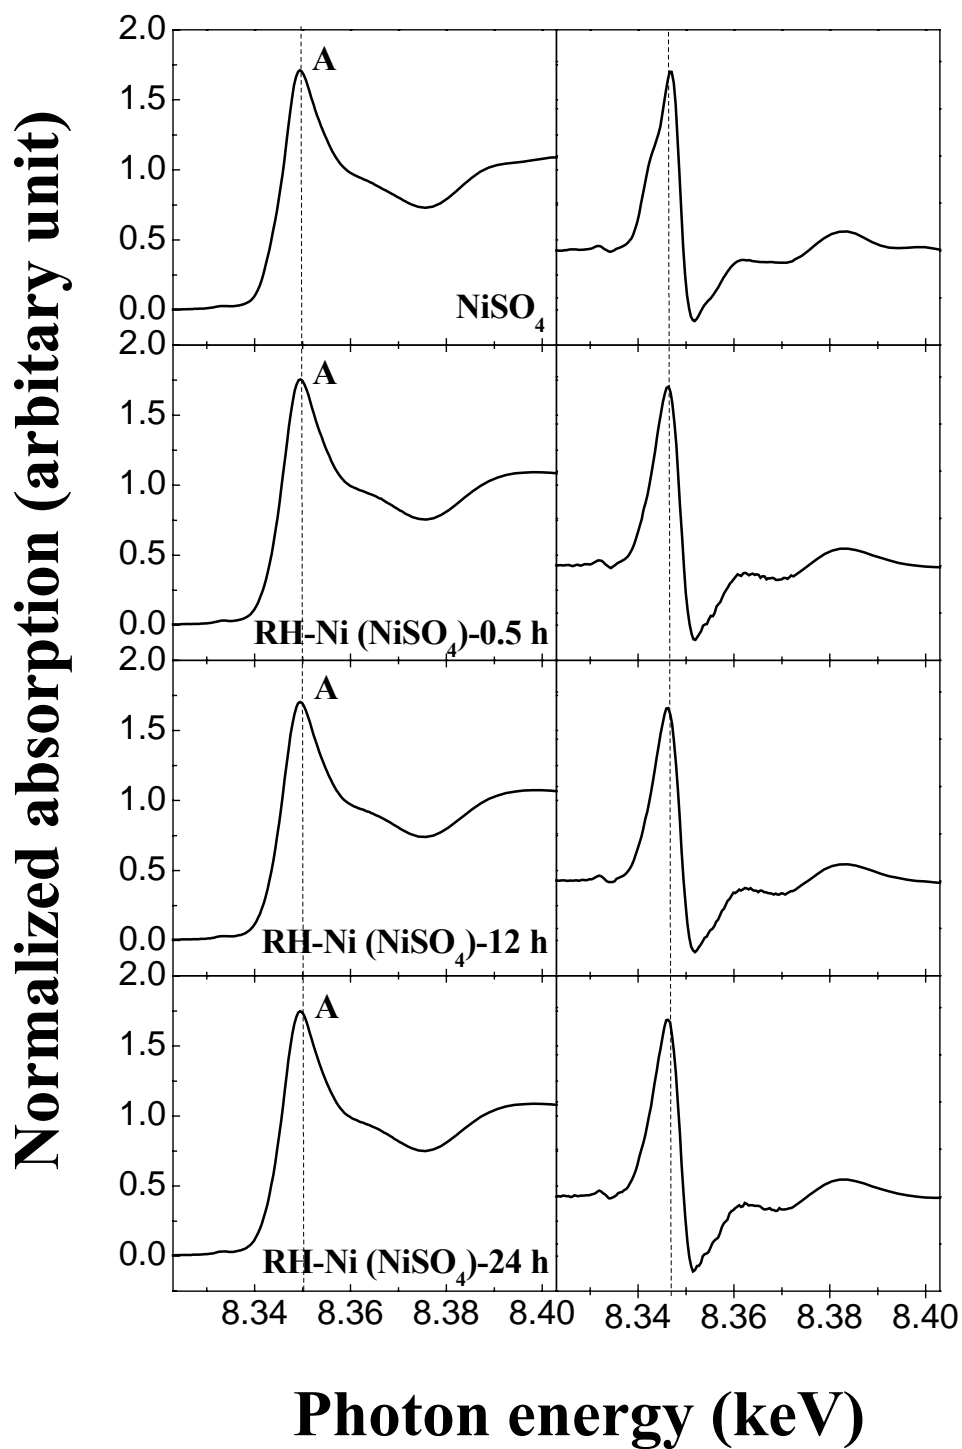 Normalized absorption (arbitary unit)
2.0
A
1.5
1.0
0.5
0.0
NiSO4
2.0
A
1.5
1.0
0.5
0.0
RH-Ni (NiSO4)-0.5 h
2.0
A
1.5
1.0
0.5
0.0
RH-Ni (NiSO4)-12 h
2.0
A
1.5
1.0
0.5
0.0
RH-Ni (NiSO4)-24 h
8.34 8.36 8.38 8.40 8.34 8.36 8.38 8.40
Photon energy (keV)